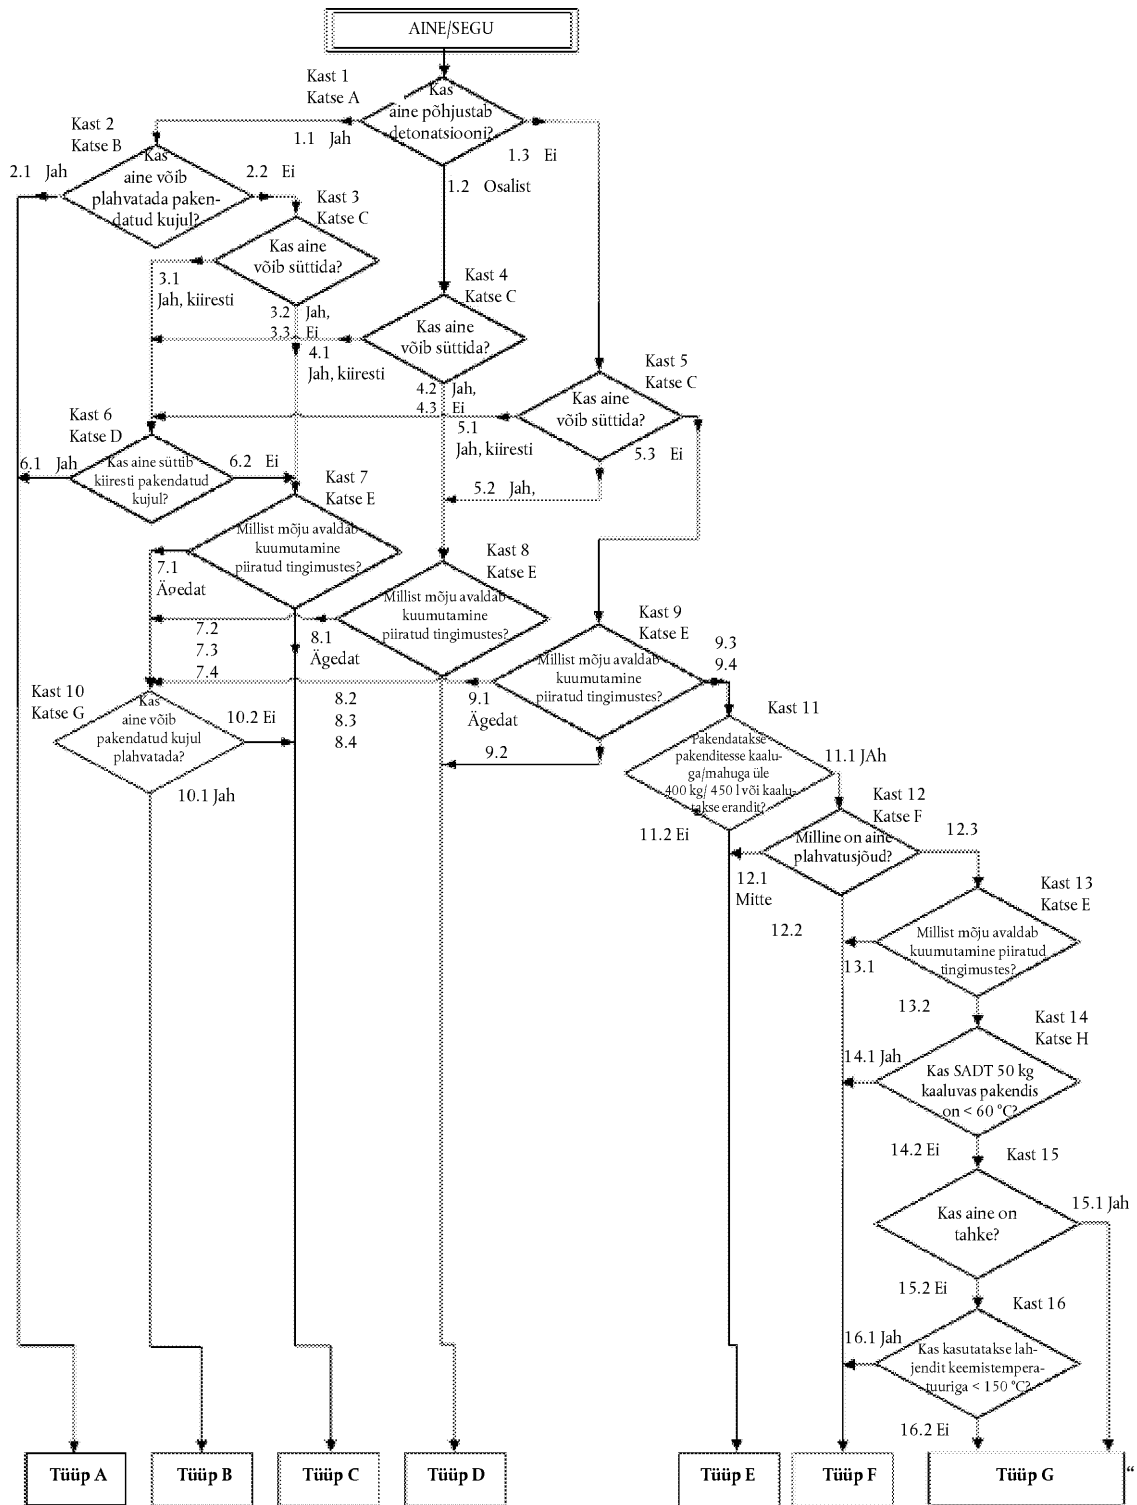 AINE/SEGU
Kast 1
Katse A
Kas
aine põhjustab
detonatsiooni?
1.1 Jah
1.3 Ei
1.2 Osalist
Kast 2
Katse B
Kas
aine võib
plahvatada paken-
datud kujul?
2.1 Jah
2.2 Ei
Kast 3
Katse C
Kas aine
võib süttida?
3.1
Jah, kiiresti
3.2 Jah,
3.3 Ei
Kast 4
Katse C
Kas aine
võib süttida?
4.1
Jah, kiiresti
4.2 Jah,
4.3 Ei
Kast 5
Katse C
Kas aine
võib süttida?
5.1
Jah, kiiresti
5.3 Ei
5.2 Jah,
Kast 6
Katse D
Kas aine süttib
kiiresti pakendatud
kujul?
6.1 Jah
6.2 Ei
Kast 7
Katse E
Millist mõju avaldab
kuumutamine
piiratud tingimustes?
7.1
Ägedat
7.2
7.3
7.4
Kast 8
Katse E
Millist mõju avaldab
kuumutamine
piiratud tingimustes?
8.1
Ägedat
8.2
8.3
8.4
Kast 9
Katse E
Millist mõju avaldab
kuumutamine
piiratud tingimustes?
9.1
Ägedat
9.2
9.3
9.4
Kast 10
Katse G
Kas
aine võib
pakendatud kujul
plahvatada?
10.2 Ei
10.1 Jah
Kast 11
Pakendatakse
pakenditesse kaalu-
ga/mahuga üle
400 kg/ 450 l või kaalu-
takse erandit?
11.1 JAh
11.2 Ei
Kast 12
Katse F
Milline on aine
plahvatusjõud?
12.1
Mitte
12.2
12.3
Kast 13
Katse E
Millist mõju avaldab
kuumutamine piiratud
tingimustes?
13.1
13.2
Kast 14
Katse H
Kas SADT 50 kg
kaaluvas pakendis
on < 60 °C?
14.1 Jah
14.2 Ei
Kast 15
Kas aine on
tahke?
15.1 Jah
15.2 Ei
Kast 16
Kas kasutatakse lah-
jendit keemistempera-
tuuriga < 150 °C?
16.1 Jah
16.2 Ei
Tüüp A
Tüüp B
Tüüp C
Tüüp D
Tüüp E
Tüüp F
Tüüp G “